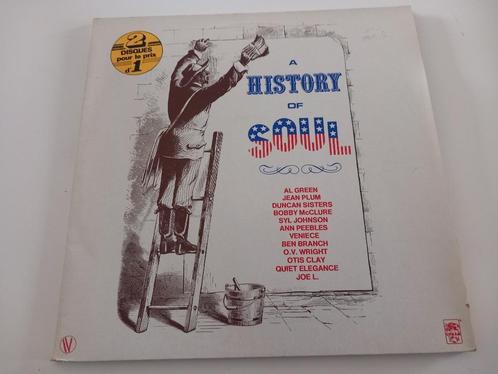 2
DISQUES
pour le prix
d'1
A
HISTORY
OF
SOUL
AL GREEN
JEAN PLUM
DUNCAN SISTERS
BOBBY McCLURE
SYL JOHNSON
ANN PEEBLES
VENIECE
BEN BRANCH
O.V. WRIGHT
OTIS CLAY
QUIET ELEGANCE
JOE L.